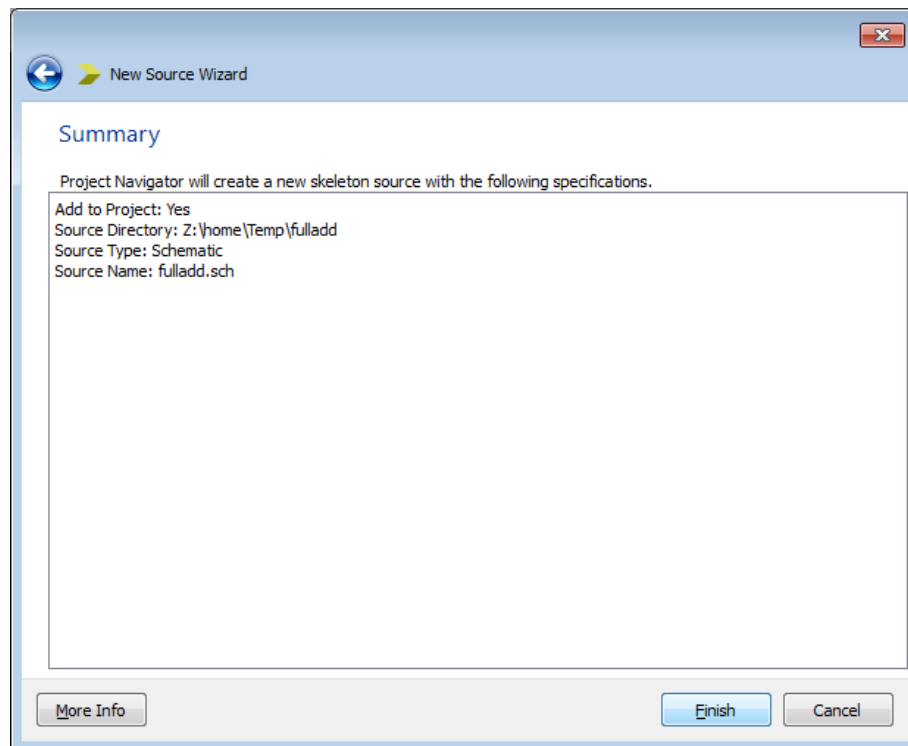 New Source Wizard
Summary
Project Navigator will create a new skeleton source with the following specifications.
Add to Project: Yes
Source Directory: Z:\home\Temp\fulladd
Source Type: Schematic
Source Name: fulladd.sch
More Info
Finish
Cancel